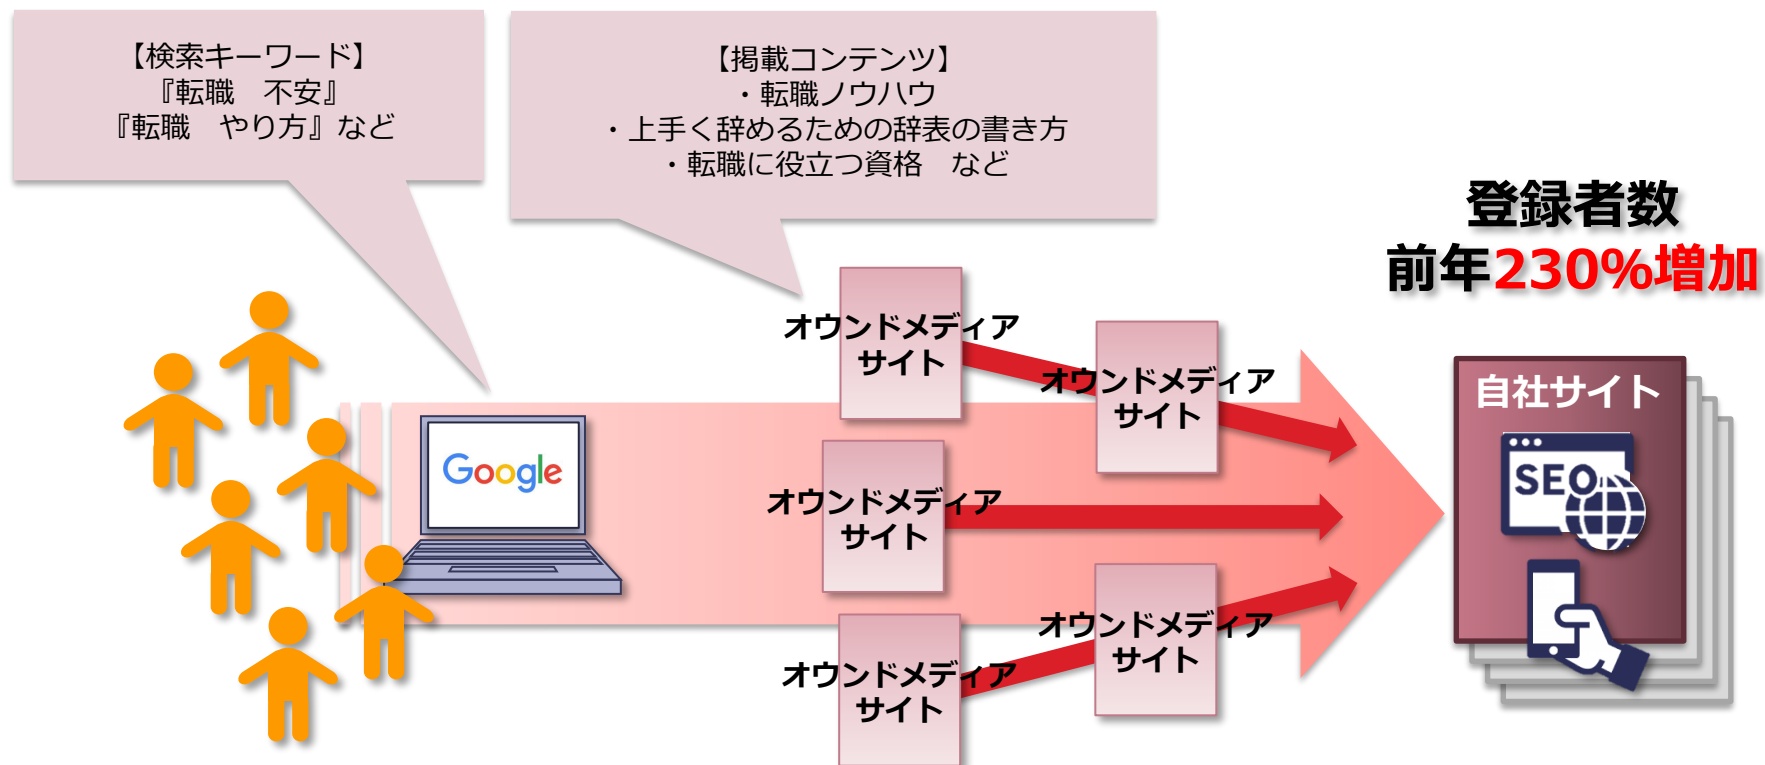 【検索キーワード】
『転職　不安』
『転職　やり方』など
【掲載コンテンツ】
・転職ノウハウ
・上手く辞めるための辞表の書き方
・転職に役立つ資格　など
登録者数
前年230%増加
オウンドメディア
サイト
オウンドメディア
サイト
オウンドメディア
サイト
オウンドメディア
サイト
オウンドメディア
サイト
Google
自社サイト
SEO